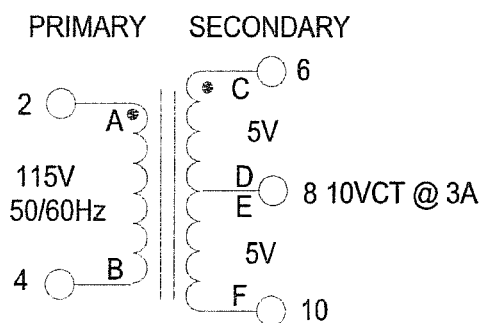 PRIMARY SECONDARY
6
C
2
A
5V
115V
50/60Hz
D
8 10VCT @ 3A
E
5V
4
B
F
10